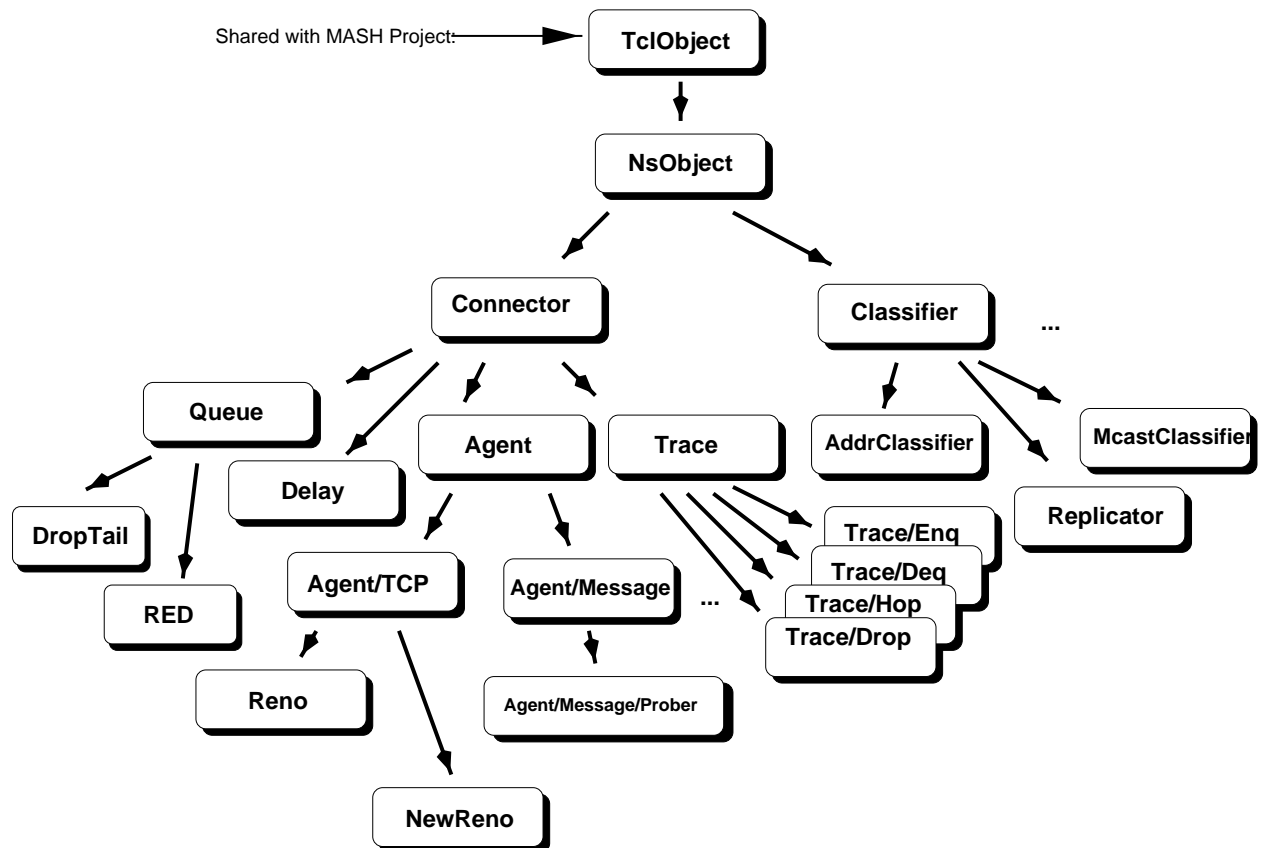 Shared with MASH Project:
TclObject
NsObject
Connector
Classifier
...
Queue
Agent
Trace
AddrClassifier
McastClassifier
Delay
Replicator
DropTail
Trace/Enq
Trace/Deq
Trace/Hop
Trace/Drop
RED
Agent/TCP
Agent/Message
...
Reno
Agent/Message/Prober
NewReno